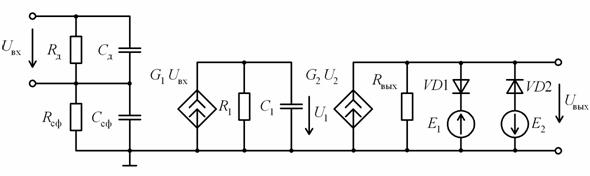 G₁ Uвх
G₂ U₂
Uвх
Rд
Cд
Rвых
VD1
VD2
Rсф
Cсф
R₁
C₁
U₁
E₁
E₂
Uвых